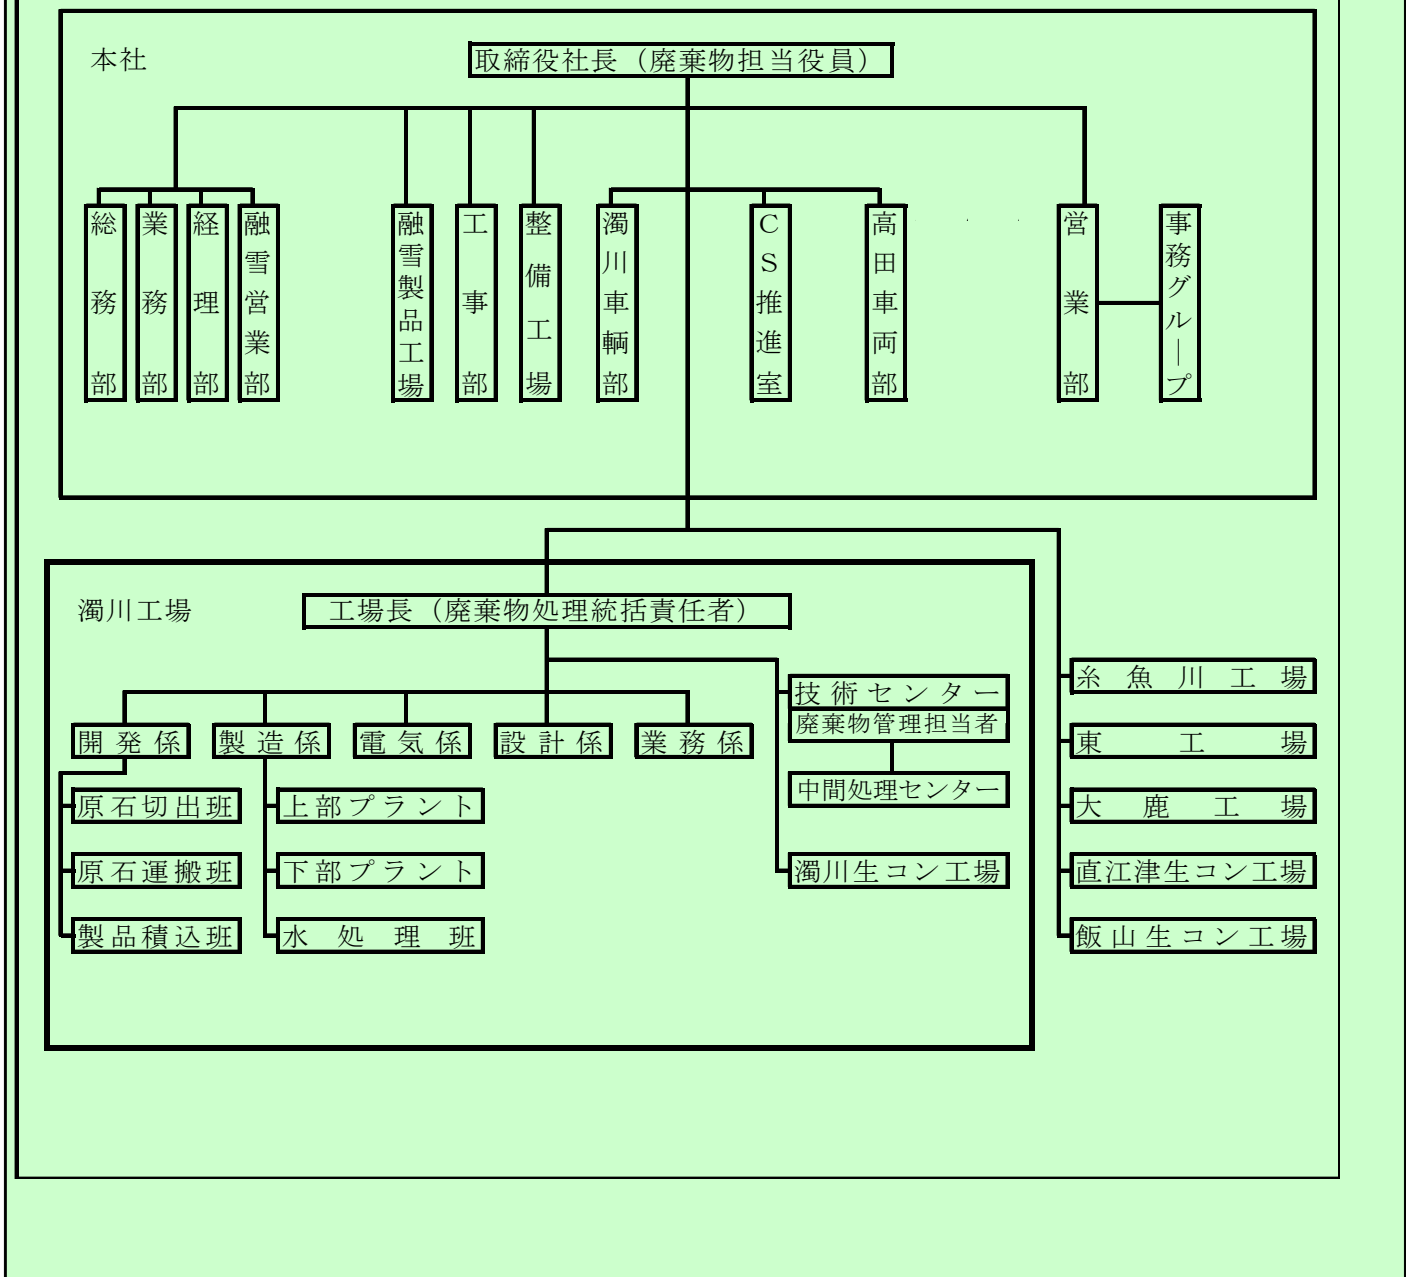 本社
取締役社長（廃棄物担当役員）
総務部
業務部
経理部
融雪営業部
融雪製品工場
工事部
整備工場
濁川車輌部
CS推進室
高田車両部
営業部
事務グループ
濁川工場
工場長（廃棄物処理統括責任者）
技術センター
廃棄物管理担当者
中間処理センター
濁川生コン工場
開発係
製造係
電気係
設計係
業務係
原石切出班
原石運搬班
製品積込班
上部プラント
下部プラント
水処理班
糸魚川工場
東工場
大鹿工場
直江津生コン工場
飯山生コン工場